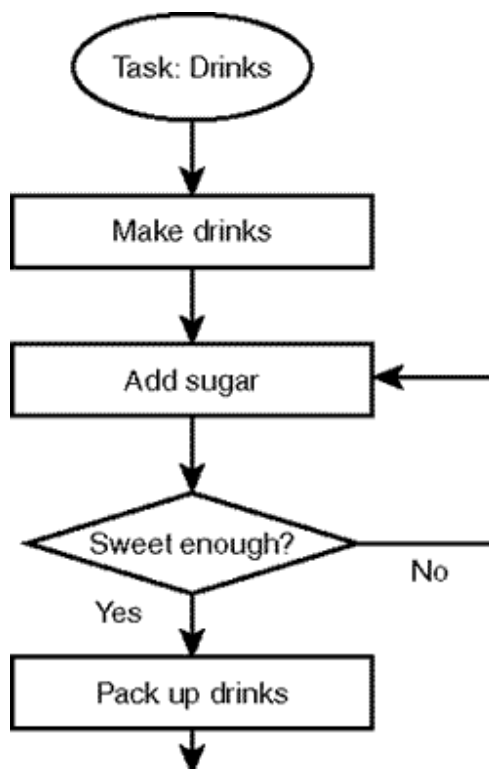 Task: Drinks
Make drinks
Add sugar
Sweet enough?
No
Yes
Pack up drinks